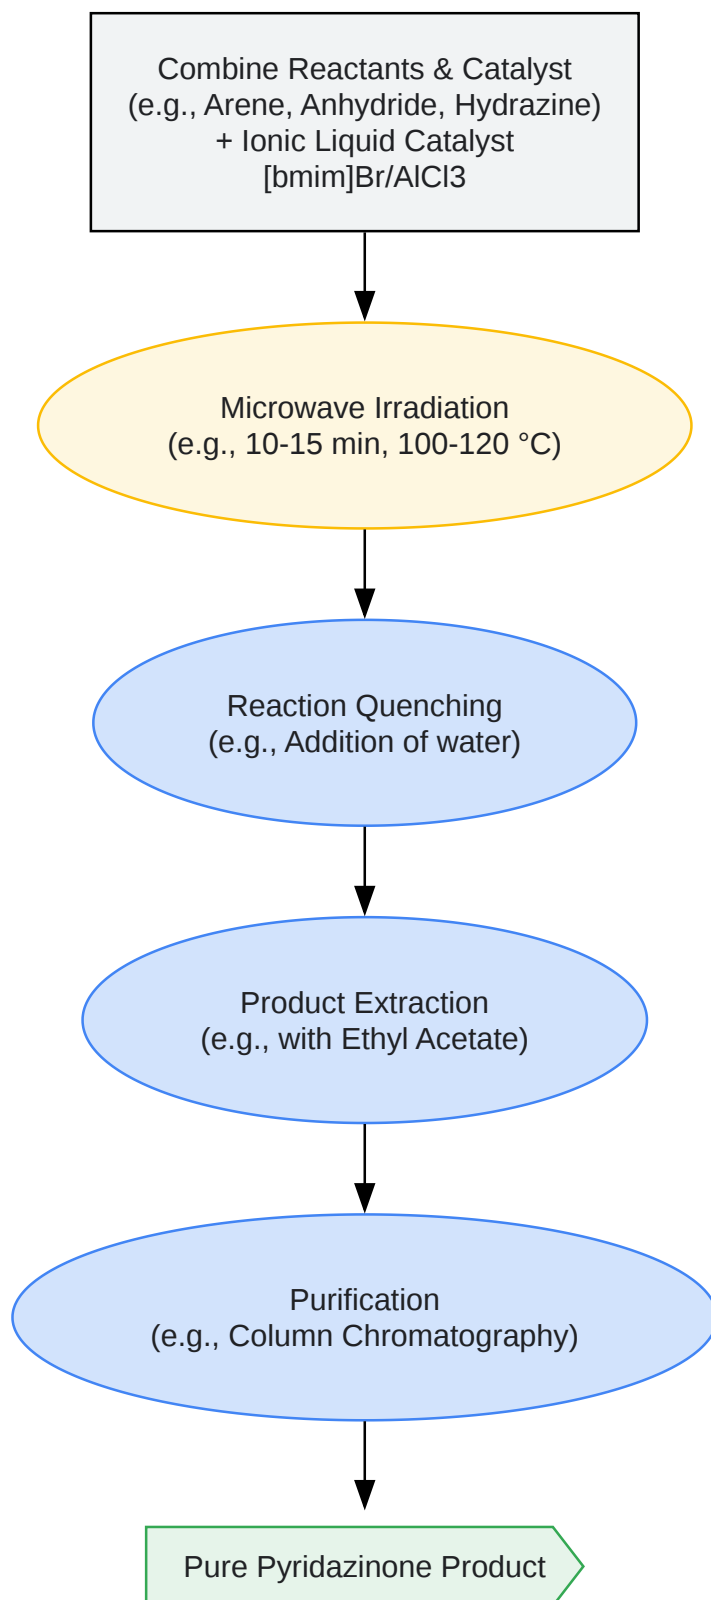 Combine Reactants & Catalyst
(e.g., Arene, Anhydride, Hydrazine)
+ Ionic Liquid Catalyst
[bmim]Br/AlCl3
Microwave Irradiation
(e.g., 10-15 min, 100-120 °C)
Reaction Quenching
(e.g., Addition of water)
Product Extraction
(e.g., with Ethyl Acetate)
Purification
(e.g., Column Chromatography)
Pure Pyridazinone Product